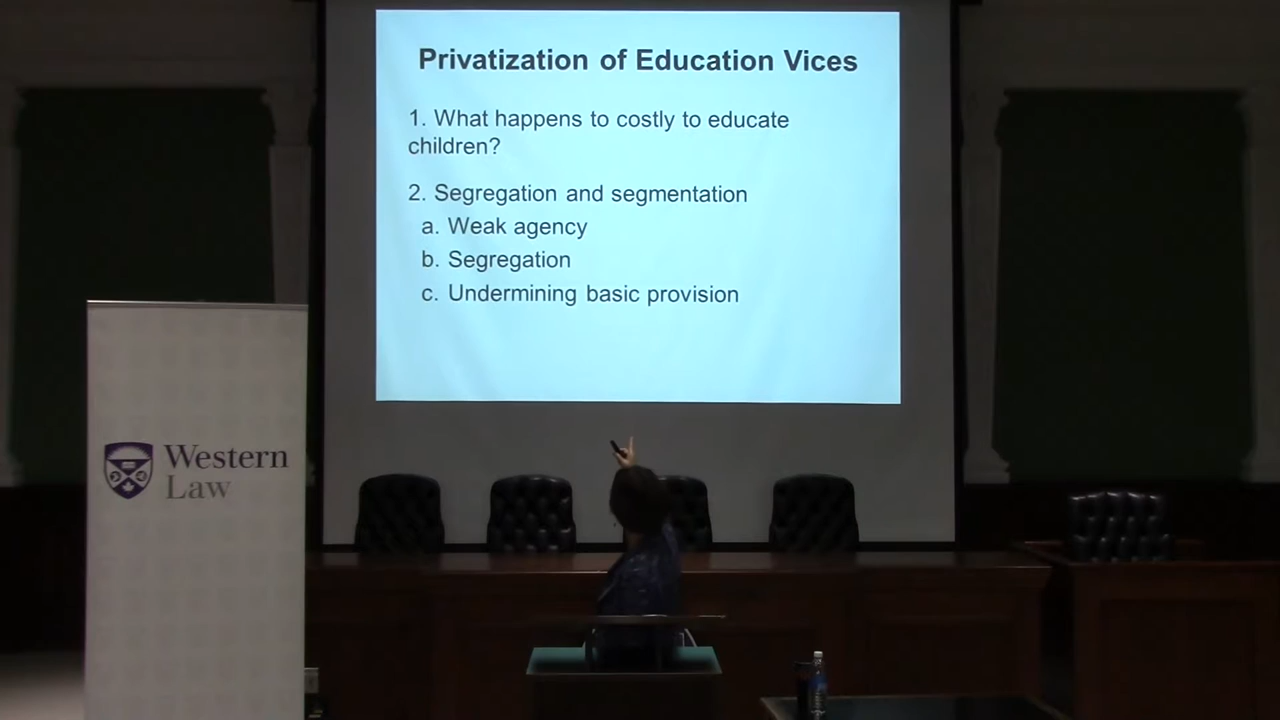 Privatization of Education Vices
1. What happens to costly to educate
children?
2. Segregation and segmentation
a. Weak agency
b. Segregation
c. Undermining basic provision
Western
Law